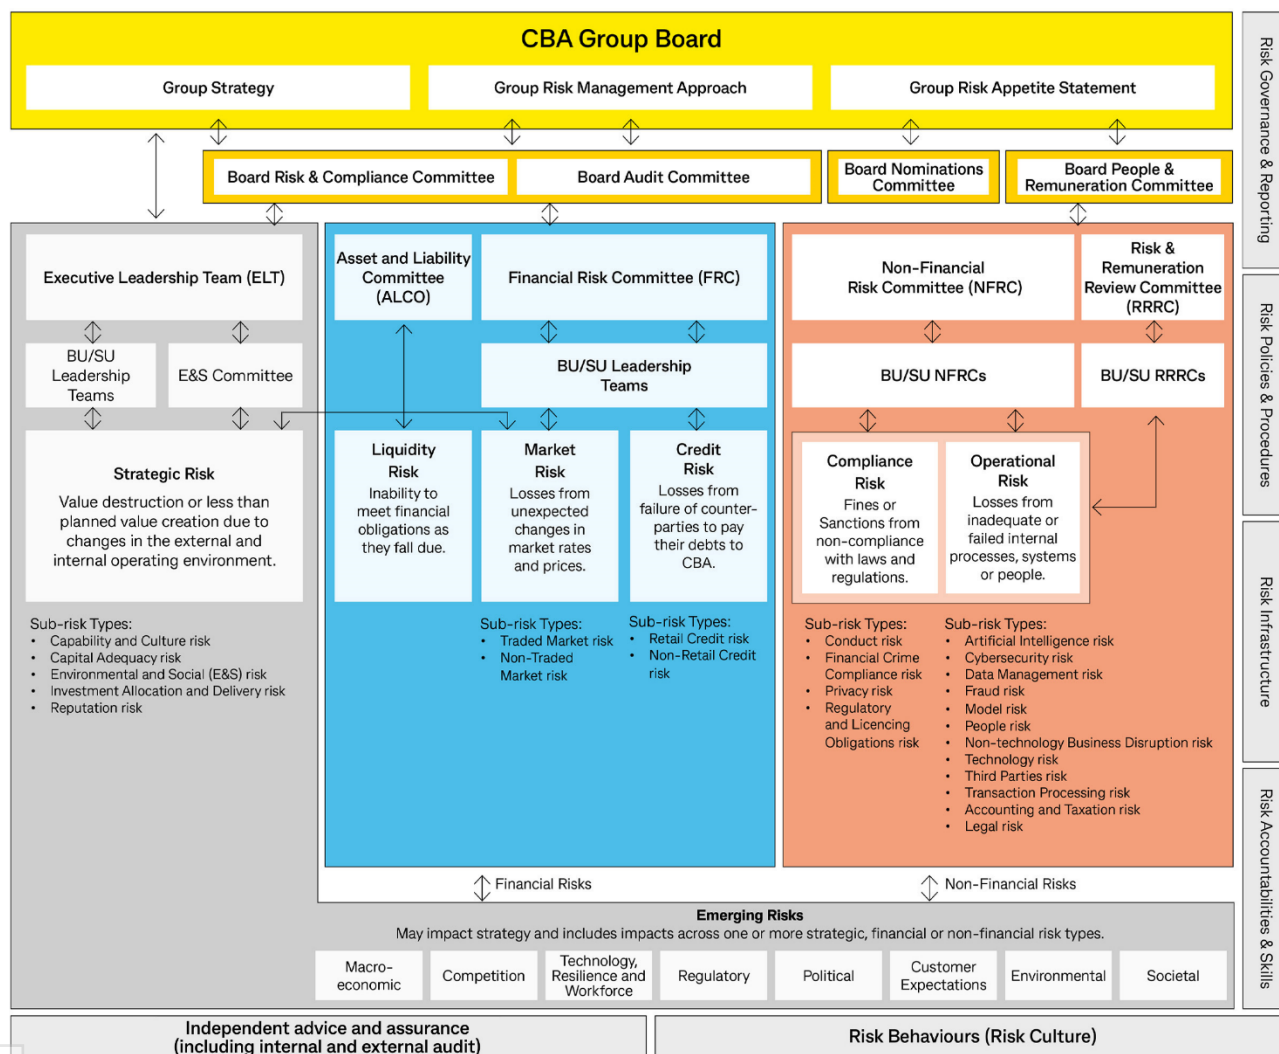 CBA Group Board
Group Strategy
Group Risk Management Approach
Group Risk Appetite Statement
Board Risk & Compliance Committee
Board Audit Committee
Board Nominations
Committee
Board People &
Remuneration Committee
Executive Leadership Team (ELT)
Asset and Liability
Committee
(ALCO)
Financial Risk Committee (FRC)
Non-Financial
Risk Committee (NFRC)
Risk &
Remuneration
Review Committee
(RRRC)
BU/SU
Leadership
Teams
E&S Committee
BU/SU Leadership
Teams
BU/SU NFRCs
BU/SU RRRCs
Strategic Risk
Value destruction or less than
planned value creation due to
changes in the external and
internal operating environment.
Liquidity
Risk
Inability to
meet financial
obligations as
they fall due.
Market
Risk
Losses from
unexpected
changes in
market rates
and prices.
Credit
Risk
Losses from
failure of counter-
parties to pay
their debts to
CBA.
Compliance
Risk
Fines or
Sanctions from
non-compliance
with laws and
regulations.
Operational
Risk
Losses from
inadequate or
failed internal
processes, systems
or people.
Sub-risk Types:
• Capability and Culture risk
• Capital Adequacy risk
• Environmental and Social (E&S) risk
• Investment Allocation and Delivery risk
• Reputation risk
Sub-risk Types:
• Traded Market risk
• Non-Traded
Market risk
Sub-risk Types:
• Retail Credit risk
• Non-Retail Credit
risk
Sub-risk Types:
• Conduct risk
• Financial Crime
Compliance risk
• Privacy risk
• Regulatory
and Licencing
Obligations risk
Sub-risk Types:
• Artificial Intelligence risk
• Cybersecurity risk
• Data Management risk
• Fraud risk
• Model risk
• People risk
• Non-technology Business Disruption risk
• Technology risk
• Third Parties risk
• Transaction Processing risk
• Accounting and Taxation risk
• Legal risk
Financial Risks
Non-Financial Risks
Emerging Risks
May impact strategy and includes impacts across one or more strategic, financial or non-financial risk types.
Macro-
economic
Competition
Technology,
Resilience and
Workforce
Regulatory
Political
Customer
Expectations
Environmental
Societal
Independent advice and assurance
(including internal and external audit)
Risk Behaviours (Risk Culture)
Risk Governance & Reporting
Risk Policies & Procedures
Risk Infrastructure
Risk Accountabilities & Skills